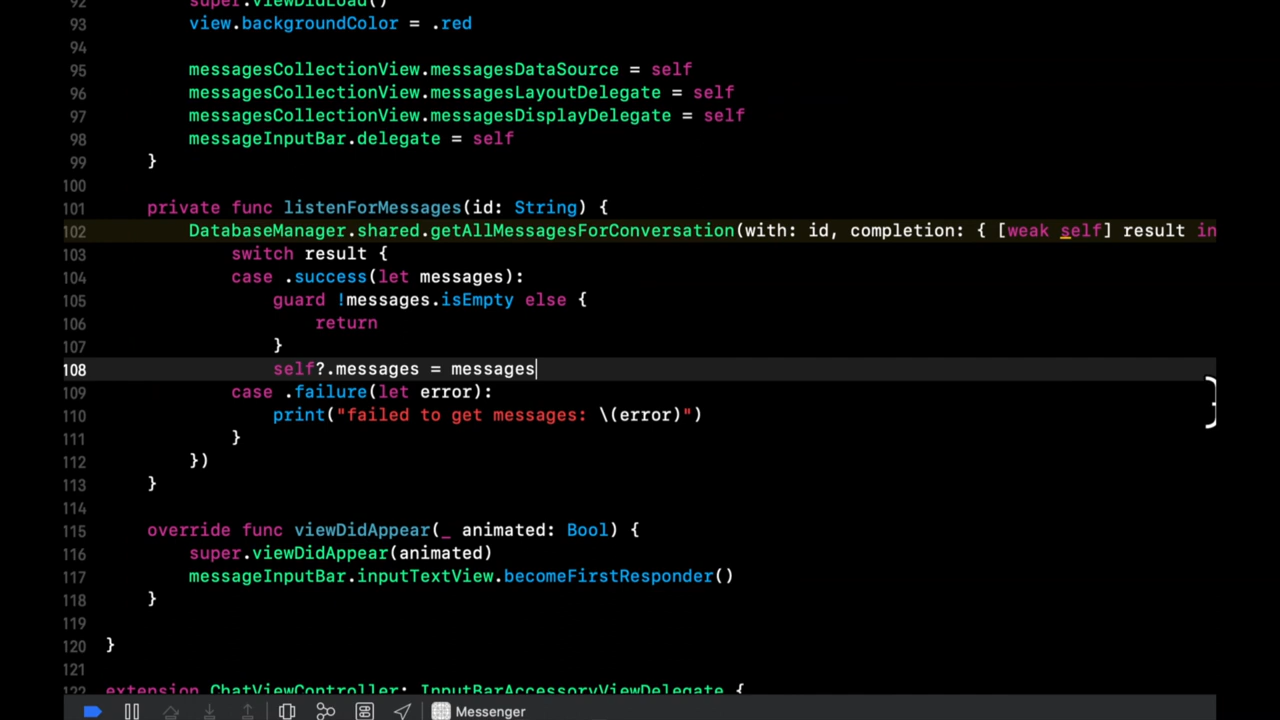 92 super.viewDidLoad()
93 view.backgroundColor = .red
94
95 messagesCollectionView.messagesDataSource = self
96 messagesCollectionView.messagesLayoutDelegate = self
97 messagesCollectionView.messagesDisplayDelegate = self
98 messageInputBar.delegate = self
99 }
100
101 private func listenForMessages(id: String) {
102 DatabaseManager.shared.getAllMessagesForConversation(with: id, completion: { [weak self] result in
103 switch result {
104 case .success(let messages):
105 guard !messages.isEmpty else {
106 return
107 }
108 self?.messages = messages
109 case .failure(let error):
110 print("failed to get messages: \(error)")
111 }
112 })
113 }
114
115 override func viewDidAppear(_ animated: Bool) {
116 super.viewDidAppear(animated)
117 messageInputBar.inputTextView.becomeFirstResponder()
118 }
119
120 }
121
122 extension ChatViewController: InputBarAccessoryViewDelegate {
Messenger